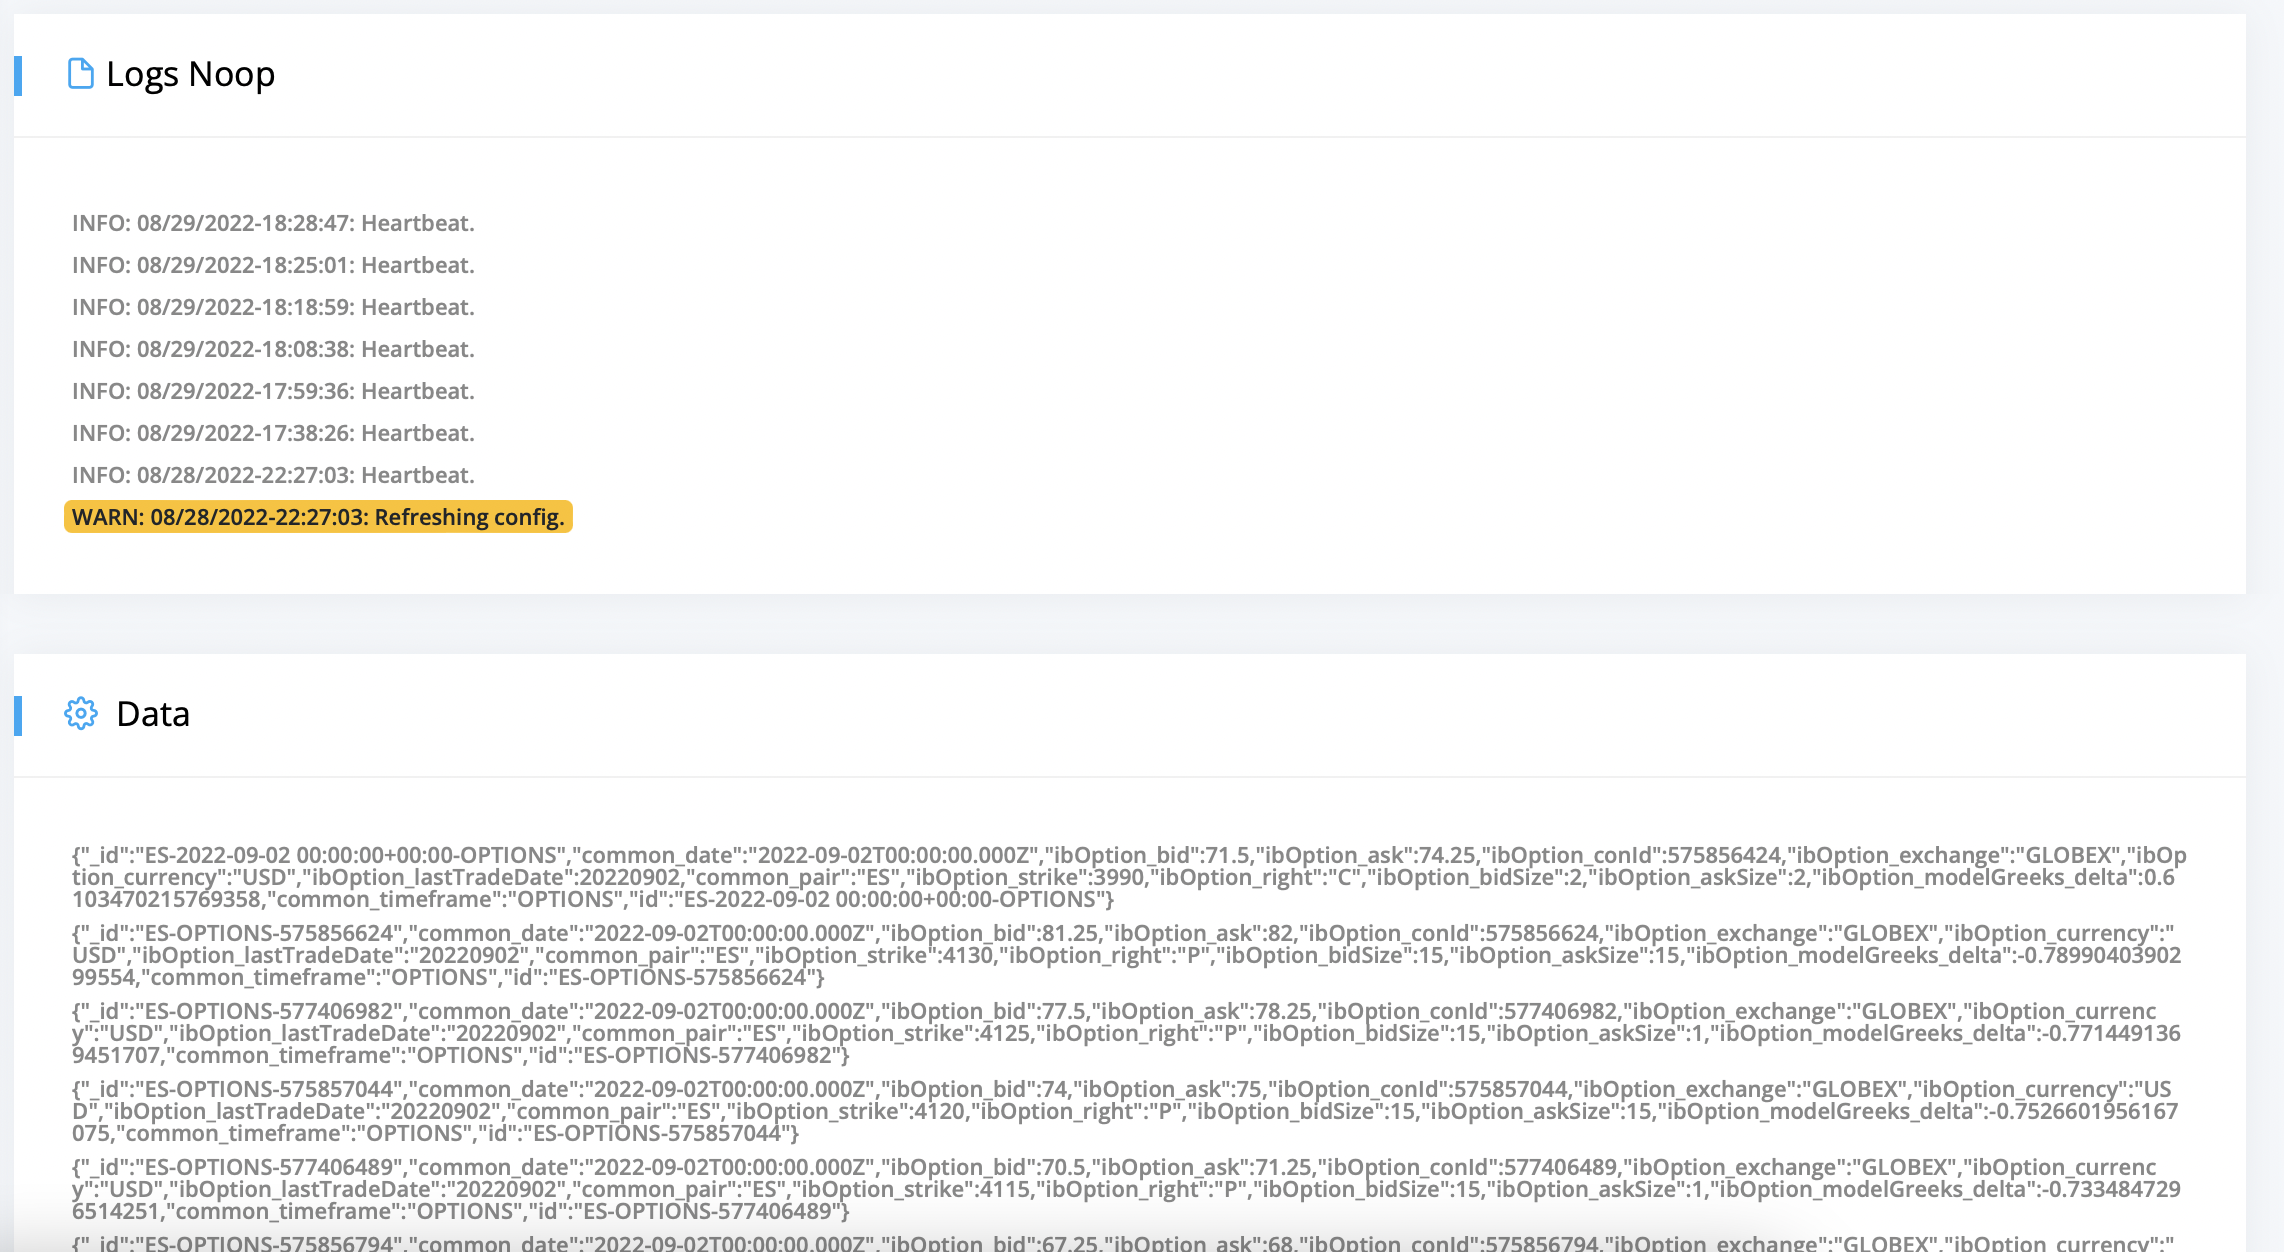 Logs Noop
INFO: 08/29/2022-18:28:47: Heartbeat.
INFO: 08/29/2022-18:25:01: Heartbeat.
INFO: 08/29/2022-18:18:59: Heartbeat.
INFO: 08/29/2022-18:08:38: Heartbeat.
INFO: 08/29/2022-17:59:36: Heartbeat.
INFO: 08/29/2022-17:38:26: Heartbeat.
INFO: 08/28/2022-22:27:03: Heartbeat.
WARN: 08/28/2022-22:27:03: Refreshing config.
Data
{"_id":"ES-2022-09-02 00:00:00+00:00-OPTIONS","common_date":"2022-09-02T00:00:00.000Z","ibOption_bid":71.5,"ibOption_ask":74.25,"ibOption_conId":575856424,"ibOption_exchange":"GLOBEX","ibOp
tion_currency":"USD","ibOption_lastTradeDate":20220902,"common_pair":"ES","ibOption_strike":3990,"ibOption_right":"C","ibOption_bidSize":2,"ibOption_askSize":2,"ibOption_modelGreeks_delta":0.6
103470215769358,"common_timeframe":"OPTIONS","id":"ES-2022-09-02 00:00:00+00:00-OPTIONS"}
{"_id":"ES-OPTIONS-575856624","common_date":"2022-09-02T00:00:00.000Z","ibOption_bid":81.25,"ibOption_ask":82,"ibOption_conId":575856624,"ibOption_exchange":"GLOBEX","ibOption_currency":"
USD","ibOption_lastTradeDate":"20220902","common_pair":"ES","ibOption_strike":4130,"ibOption_right":"P","ibOption_bidSize":15,"ibOption_askSize":15,"ibOption_modelGreeks_delta":-0.78990403902
99554,"common_timeframe":"OPTIONS","id":"ES-OPTIONS-575856624"}
{"_id":"ES-OPTIONS-577406982","common_date":"2022-09-02T00:00:00.000Z","ibOption_bid":77.5,"ibOption_ask":78.25,"ibOption_conId":577406982,"ibOption_exchange":"GLOBEX","ibOption_currenc
y":"USD","ibOption_lastTradeDate":"20220902","common_pair":"ES","ibOption_strike":4125,"ibOption_right":"P","ibOption_bidSize":15,"ibOption_askSize":1,"ibOption_modelGreeks_delta":-0.771449136
9451707,"common_timeframe":"OPTIONS","id":"ES-OPTIONS-577406982"}
{"_id":"ES-OPTIONS-575857044","common_date":"2022-09-02T00:00:00.000Z","ibOption_bid":74,"ibOption_ask":75,"ibOption_conId":575857044,"ibOption_exchange":"GLOBEX","ibOption_currency":"US
D","ibOption_lastTradeDate":"20220902","common_pair":"ES","ibOption_strike":4120,"ibOption_right":"P","ibOption_bidSize":15,"ibOption_askSize":15,"ibOption_modelGreeks_delta":-0.7526601956167
075,"common_timeframe":"OPTIONS","id":"ES-OPTIONS-575857044"}
{"_id":"ES-OPTIONS-577406489","common_date":"2022-09-02T00:00:00.000Z","ibOption_bid":70.5,"ibOption_ask":71.25,"ibOption_conId":577406489,"ibOption_exchange":"GLOBEX","ibOption_currenc
y":"USD","ibOption_lastTradeDate":"20220902","common_pair":"ES","ibOption_strike":4115,"ibOption_right":"P","ibOption_bidSize":15,"ibOption_askSize":1,"ibOption_modelGreeks_delta":-0.733484729
6514251,"common_timeframe":"OPTIONS","id":"ES-OPTIONS-577406489"}
{"_id":"ES-OPTIONS-575856794","common_date":"2022-09-02T00:00:00.000Z","ibOption_bid":67.25,"ibOption_ask":68,"ibOption_conId":575856794,"ibOption_exchange":"GLOBEX","ibOption_currency":"